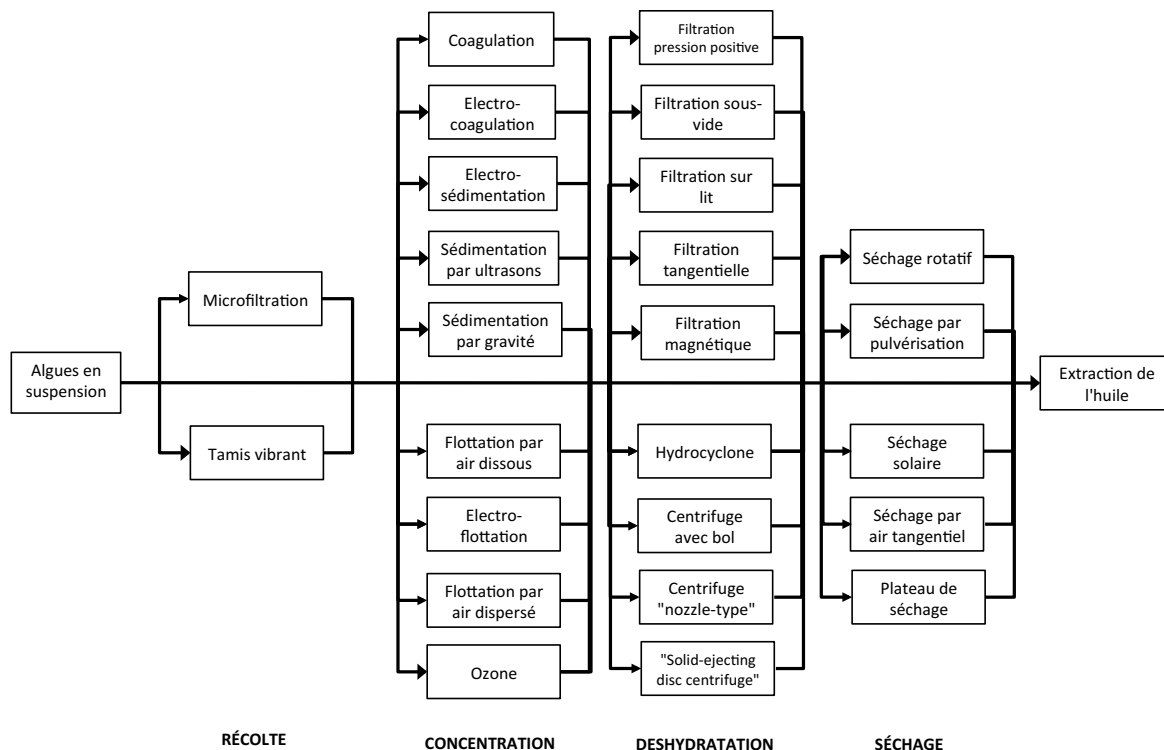 Algues en
suspension
Microfiltration
Tamis vibrant
Coagulation
Electro-
coagulation
Electro-
sédimentation
Sédimentation
par ultrasons
Sédimentation
par gravité
Flottation par
air dissous
Electro-
flottation
Flottation par
air dispersé
Ozone
Filtration
pression positive
Filtration sous-
vide
Filtration sur
lit
Filtration
tangentielle
Filtration
magnétique
Hydrocyclone
Centrifuge
avec bol
Centrifuge
"nozzle-type"
"Solid-ejecting
disc centrifuge"
Séchage rotatif
Séchage par
pulvérisation
Séchage
solaire
Séchage par
air tangentiel
Plateau de
séchage
Extraction de
l'huile
RÉCOLTE
CONCENTRATION
DESHYDRATATION
SÉCHAGE